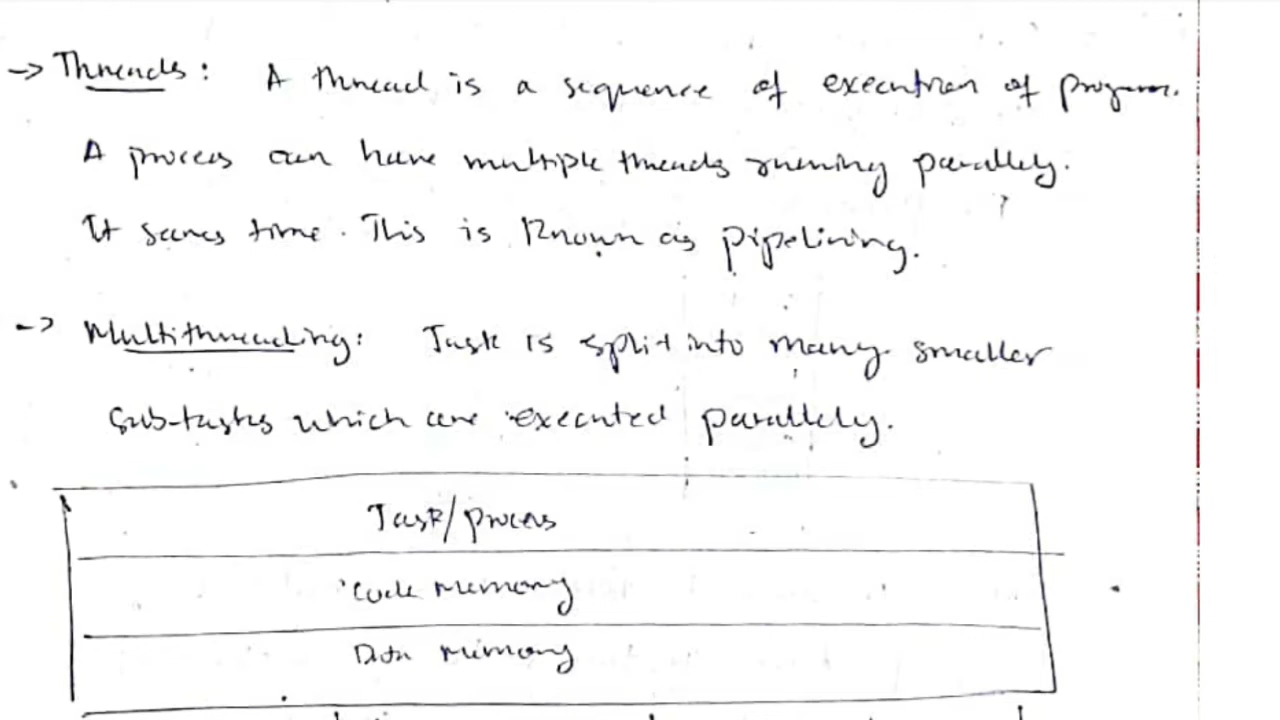 -> Threads : A thread is a sequence of execution of program.
A process can have multiple threads running parallely.
It saves time. This is known as pipelining.
-> Multithreading : Task is split into many smaller
sub-tasks which are executed parallely.
Task/process
Code memory
Data memory